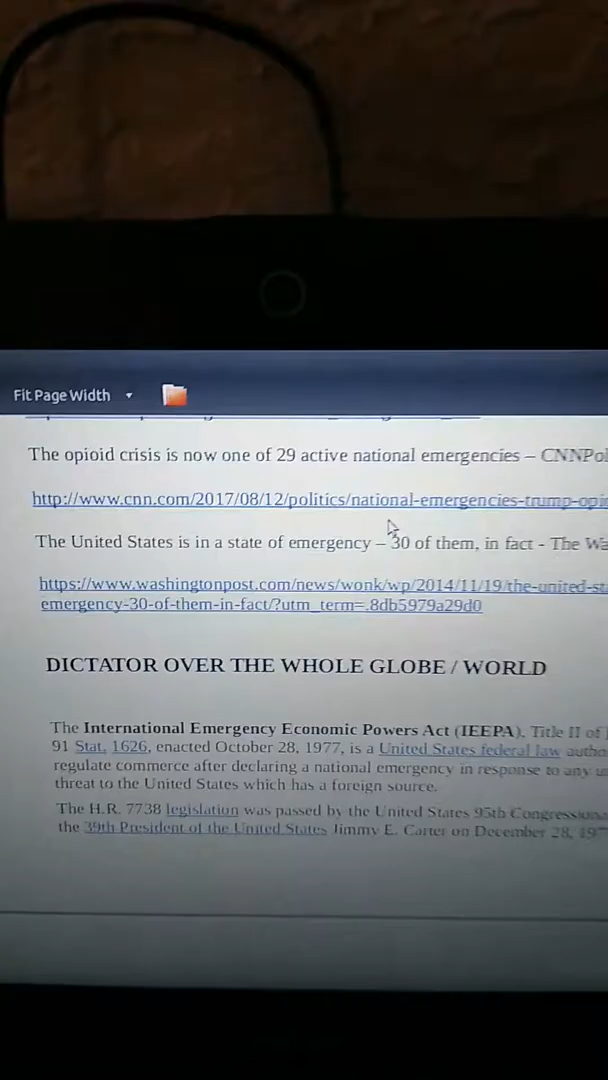 Fit Page Width
The opioid crisis is now one of 29 active national emergencies – CNNPol
http://www.cnn.com/2017/08/12/politics/national-emergencies-trump-opi
The United States is in a state of emergency – 30 of them, in fact - The Wa
https://www.washingtonpost.com/news/wonk/wp/2014/11/19/the-united-st
emergency-30-of-them-in-fact/?utm_term=.8db5979a29d0
DICTATOR OVER THE WHOLE GLOBE / WORLD
The International Emergency Economic Powers Act (IEEPA), Title II of
91 Stat. 1626, enacted October 28, 1977, is a United States federal law autho
regulate commerce after declaring a national emergency in response to any u
threat to the United States which has a foreign source.
The H.R. 7738 legislation was passed by the United States 95th Congressiona
the 39th President of the United States Jimmy E. Carter on December 28, 197